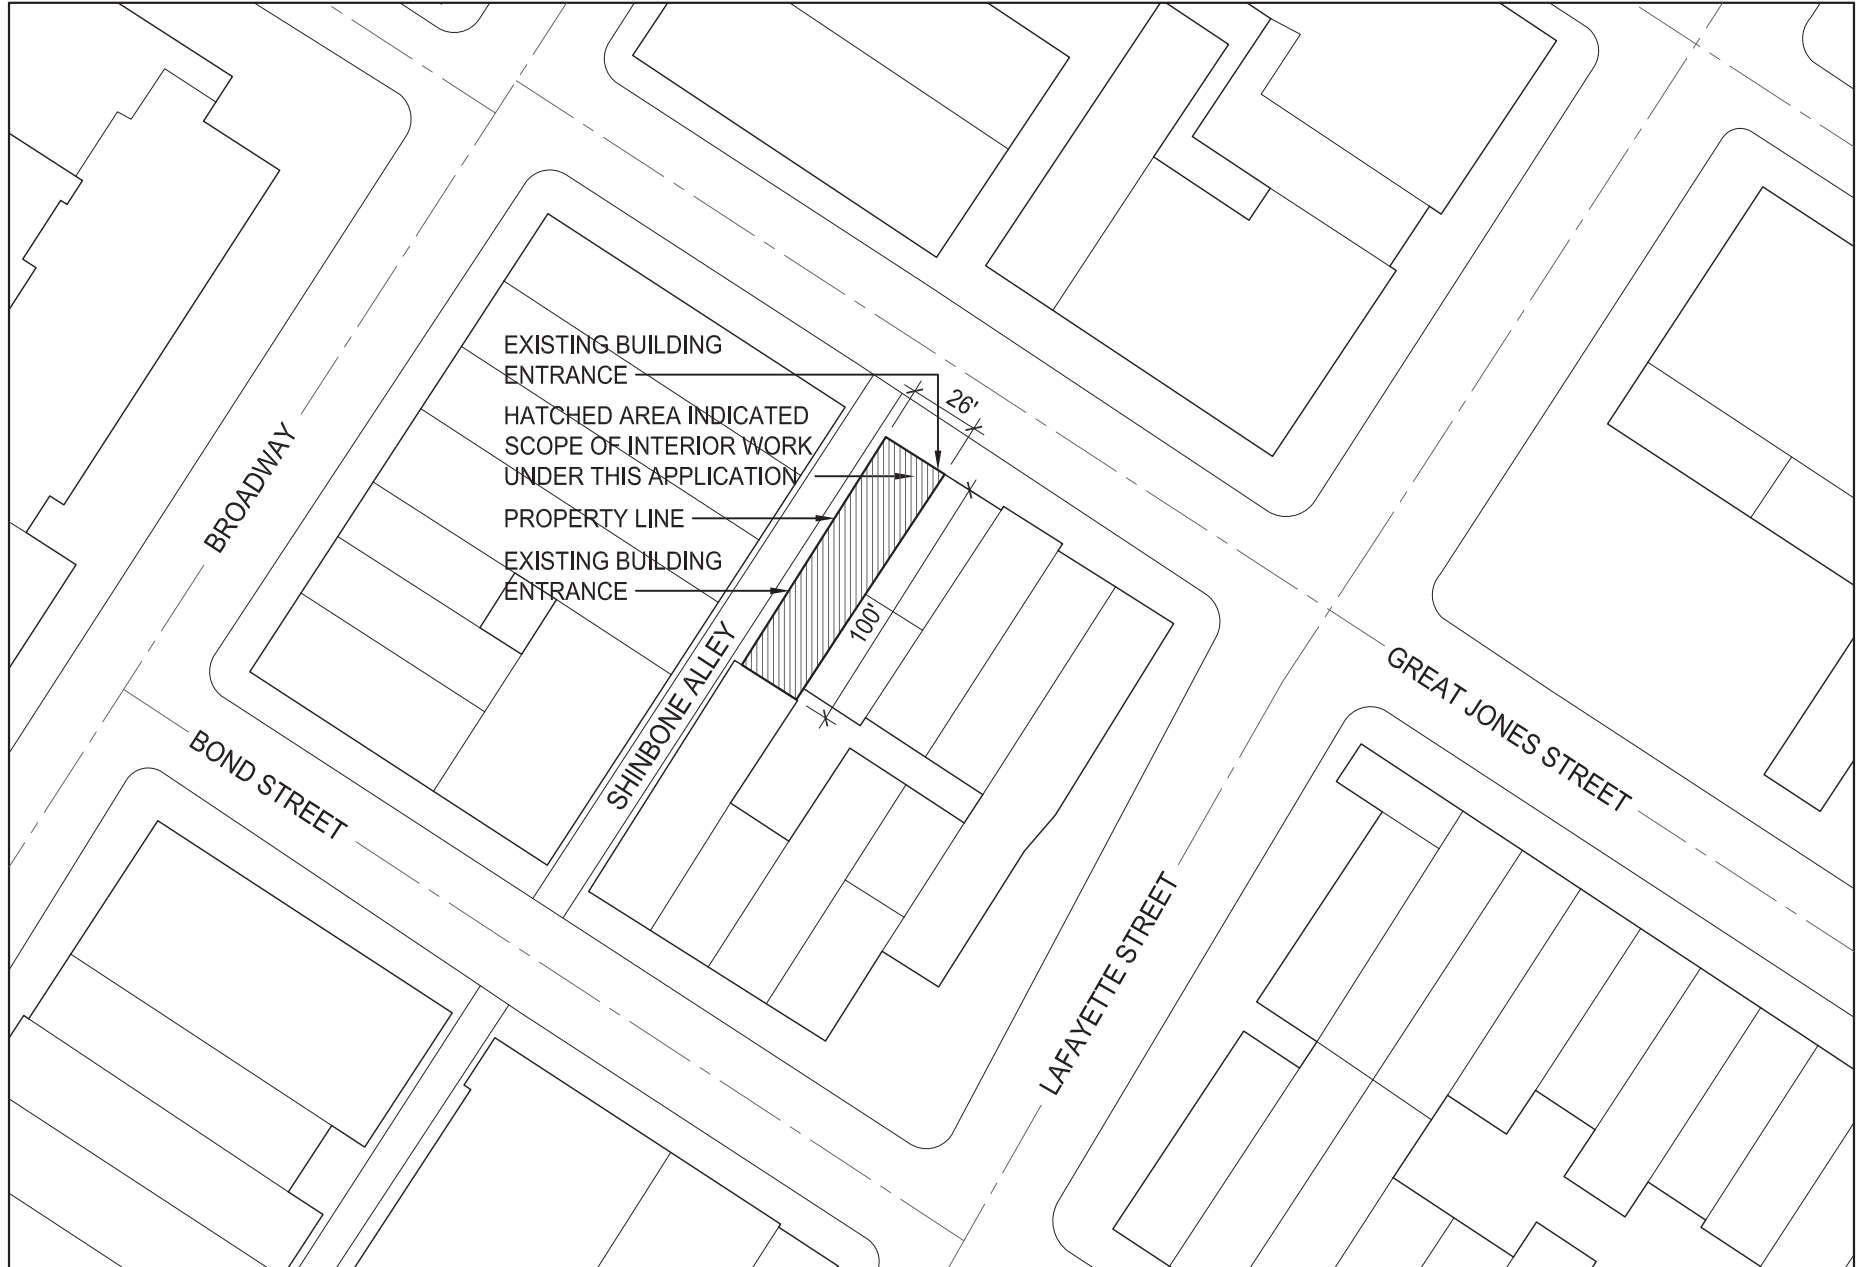 EXISTING BUILDING
ENTRANCE
26'
HATCHED AREA INDICATED
SCOPE OF INTERIOR WORK
UNDER THIS APPLICATION
PROPERTY LINE
EXISTING BUILDING
ENTRANCE
100'
BROADWAY
SHINBONE ALLEY
GREAT JONES STREET
BOND STREET
LAFAYETTE STREET